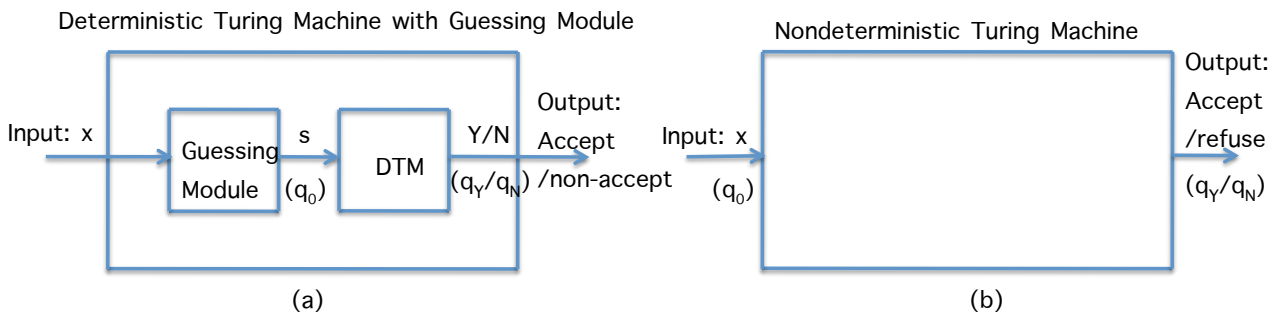 Deterministic Turing Machine with Guessing Module
Input: x
Guessing
Module
s
(q₀)
DTM
Y/N
(qY/qN)
Output:
Accept
/non-accept
(a)
Nondeterministic Turing Machine
Input: x
(q₀)
Output:
Accept
/refuse
(qY/qN)
(b)